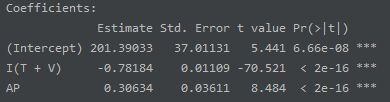 Coefficients:
Estimate Std. Error t value Pr(>|t|)
(Intercept) 201.39033 37.01131 5.441 6.66e-08 ***
I(T + V) -0.78184 0.01109 -70.521 < 2e-16 ***
AP 0.30634 0.03611 8.484 < 2e-16 ***